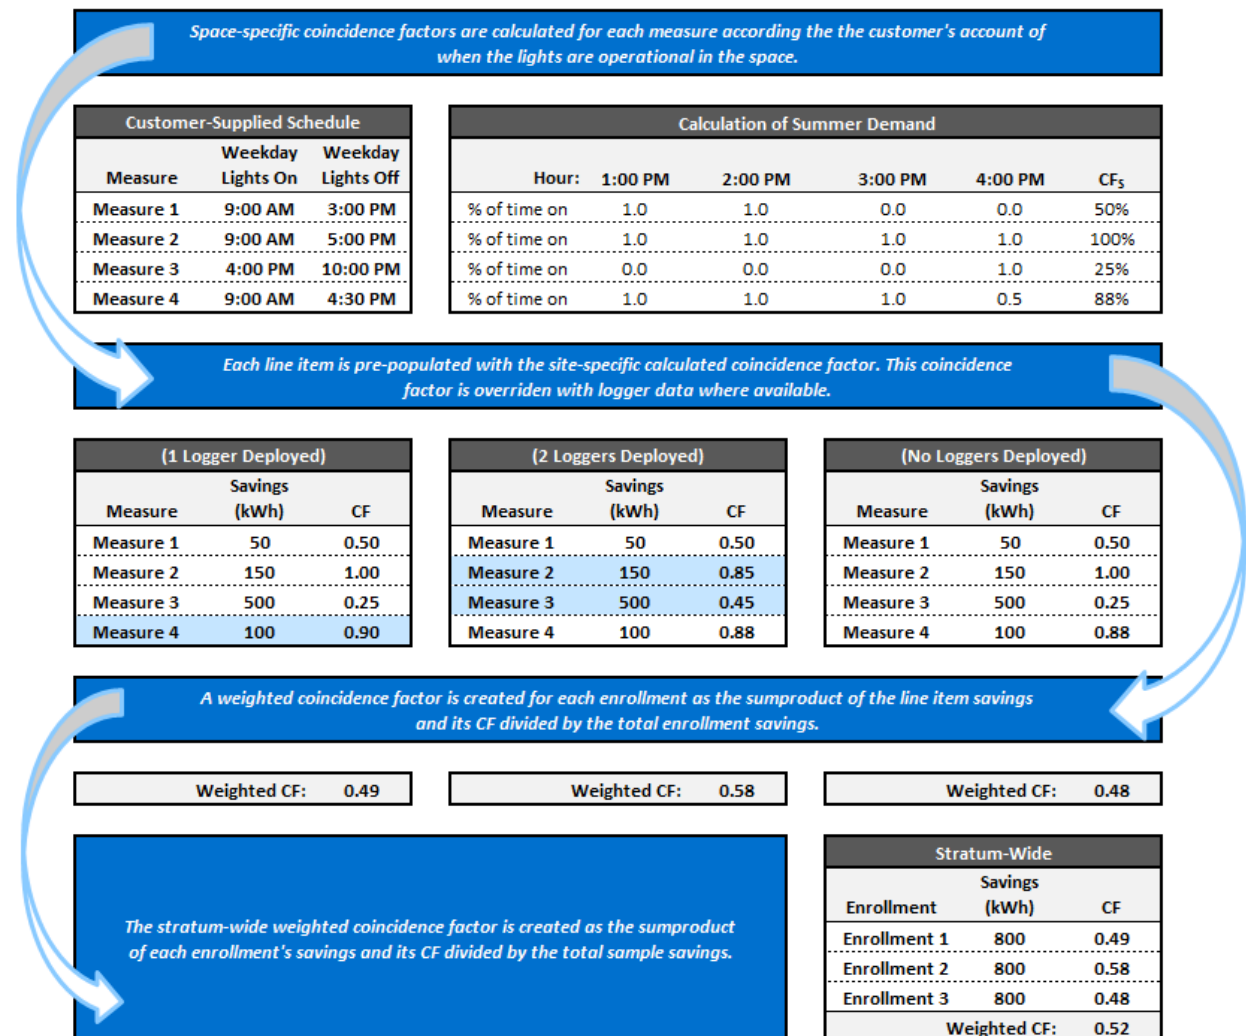 Space-specific coincidence factors are calculated for each measure according the the customer's account of
when the lights are operational in the space.
Customer-Supplied Schedule
Measure Weekday Lights On Weekday Lights Off
Measure 1 9:00 AM 3:00 PM
Measure 2 9:00 AM 5:00 PM
Measure 3 4:00 PM 10:00 PM
Measure 4 9:00 AM 4:30 PM
Calculation of Summer Demand
Hour: 1:00 PM 2:00 PM 3:00 PM 4:00 PM CFS
% of time on 1.0 1.0 0.0 0.0 50%
% of time on 1.0 1.0 1.0 1.0 100%
% of time on 0.0 0.0 0.0 1.0 25%
% of time on 1.0 1.0 1.0 0.5 88%
Each line item is pre-populated with the site-specific calculated coincidence factor. This coincidence
factor is overriden with logger data where available.
(1 Logger Deployed)
Measure Savings (kWh) CF
Measure 1 50 0.50
Measure 2 150 1.00
Measure 3 500 0.25
Measure 4 100 0.90
(2 Loggers Deployed)
Measure Savings (kWh) CF
Measure 1 50 0.50
Measure 2 150 0.85
Measure 3 500 0.45
Measure 4 100 0.88
(No Loggers Deployed)
Measure Savings (kWh) CF
Measure 1 50 0.50
Measure 2 150 1.00
Measure 3 500 0.25
Measure 4 100 0.88
A weighted coincidence factor is created for each enrollment as the sumproduct of the line item savings
and its CF divided by the total enrollment savings.
Weighted CF: 0.49
Weighted CF: 0.58
Weighted CF: 0.48
The stratum-wide weighted coincidence factor is created as the sumproduct
of each enrollment's savings and its CF divided by the total sample savings.
Stratum-Wide
Enrollment Savings (kWh) CF
Enrollment 1 800 0.49
Enrollment 2 800 0.58
Enrollment 3 800 0.48
Weighted CF: 0.52